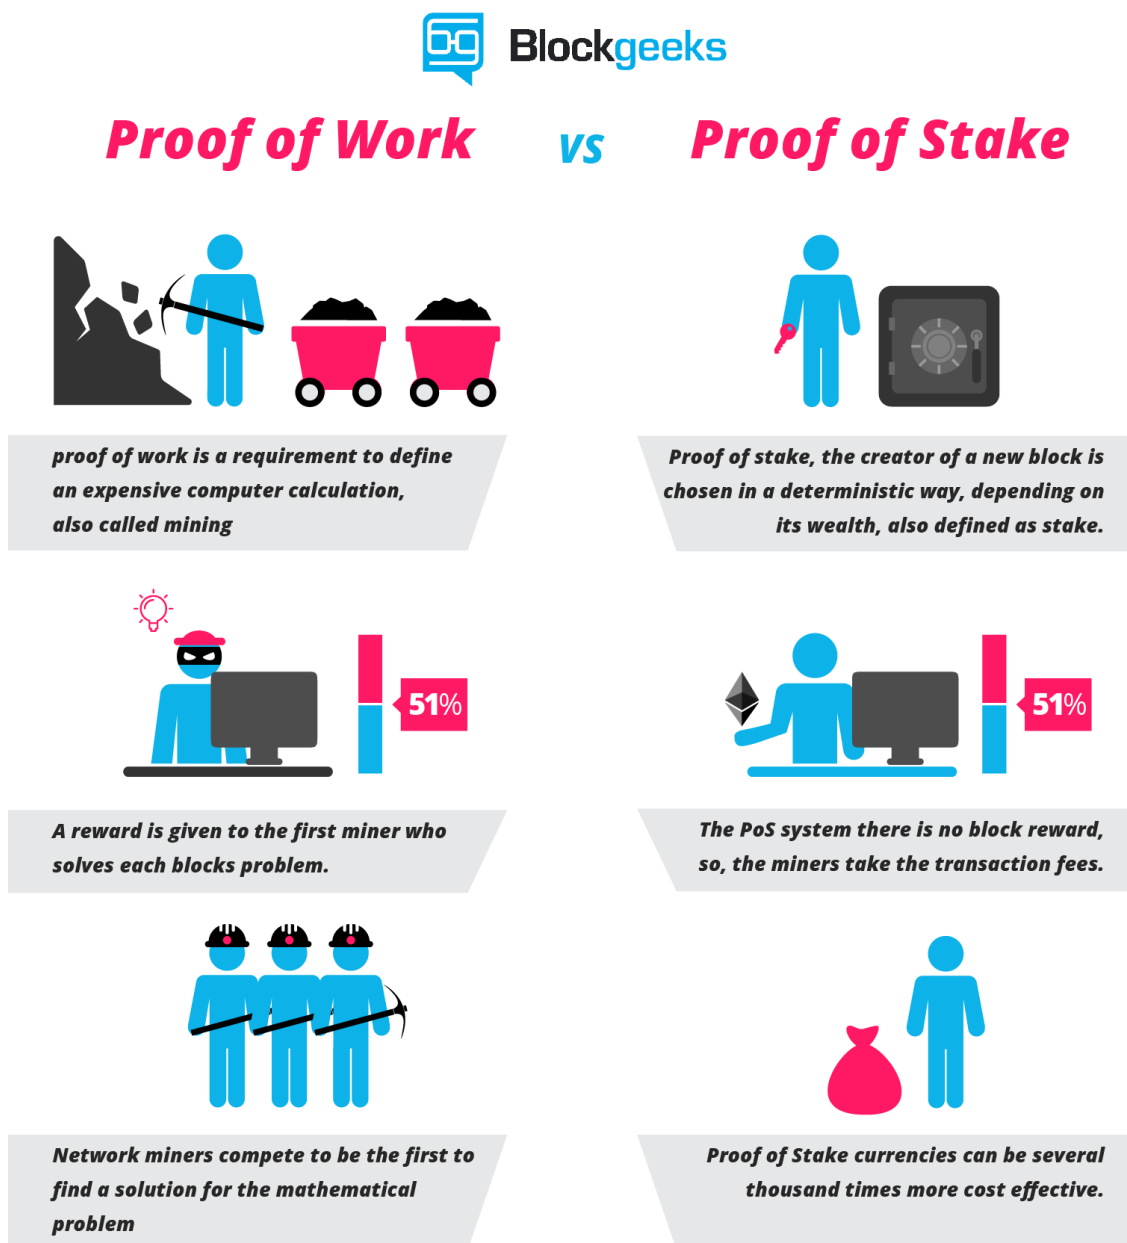 Blockgeeks
Proof of Work
vs
Proof of Stake
proof of work is a requirement to define
an expensive computer calculation,
also called mining
Proof of stake, the creator of a new block is
chosen in a deterministic way, depending on
its wealth, also defined as stake.
51%
51%
A reward is given to the first miner who
solves each blocks problem.
The PoS system there is no block reward,
so, the miners take the transaction fees.
Network miners compete to be the first to
find a solution for the mathematical
problem
Proof of Stake currencies can be several
thousand times more cost effective.